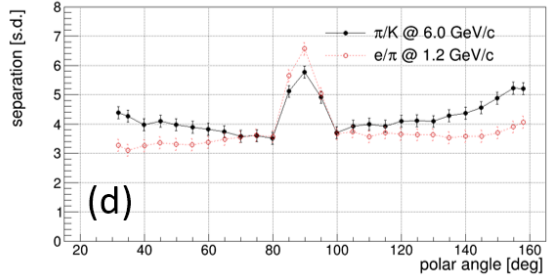 8
7
6
5
4
3
2
1
0
separation [s.d.]
π/K @ 6.0 GeV/c
e/π @ 1.2 GeV/c
(d)
20 40 60 80 100 120 140 160
polar angle [deg]